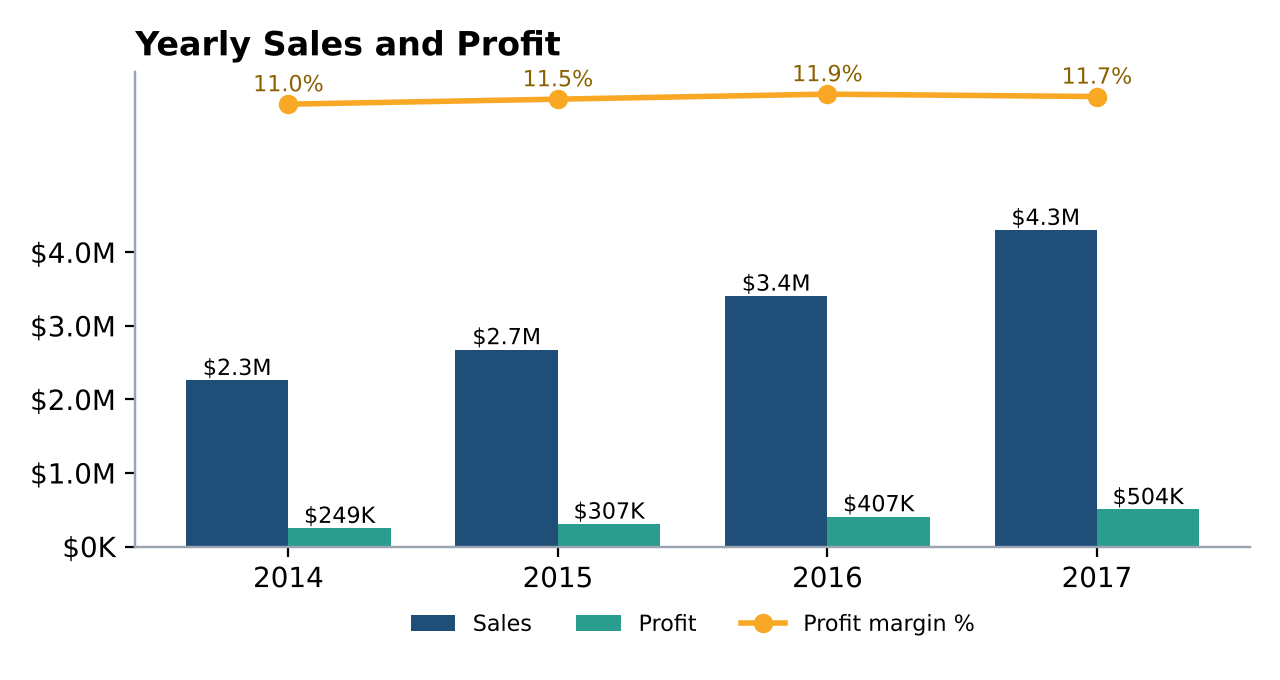 Yearly Sales and Profit
11.0% 11.5% 11.9% 11.7%
$4.3M
$4.0M
$3.4M
$3.0M
$2.7M
$2.3M
$2.0M
$1.0M
$249K $307K $407K $504K
$0K
2014 2015 2016 2017
Sales Profit Profit margin %